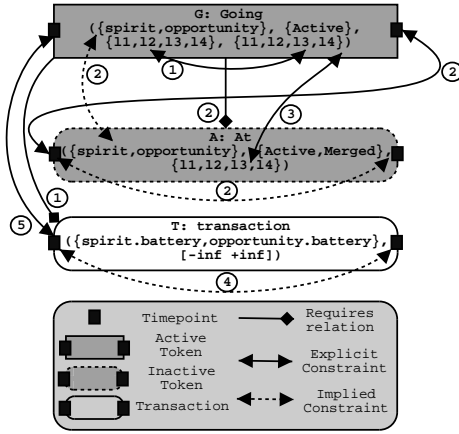 G: Going
({spirit,opportunity}, {Active},
{l1,l2,l3,l4}, {l1,l2,l3,l4})
1
2
2
2
3
A: At
({spirit,opportunity}, {Active,Merged},
{l1,l2,l3,l4})
2
1
5
T: transaction
({spirit.battery,opportunity.battery},
[-inf +inf])
4
Timepoint
Requires
relation
Active
Token
Explicit
Constraint
Inactive
Token
Transaction
Implied
Constraint